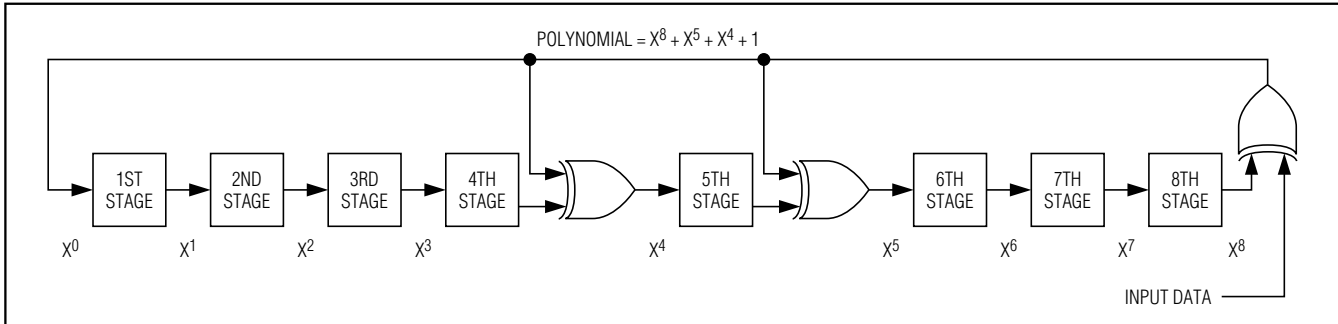 POLYNOMIAL = X⁸ + X⁵ + X⁴ + 1
1ST
STAGE
2ND
STAGE
3RD
STAGE
4TH
STAGE
5TH
STAGE
6TH
STAGE
7TH
STAGE
8TH
STAGE
X⁰
X¹
X²
X³
X⁴
X⁵
X⁶
X⁷
X⁸
INPUT DATA